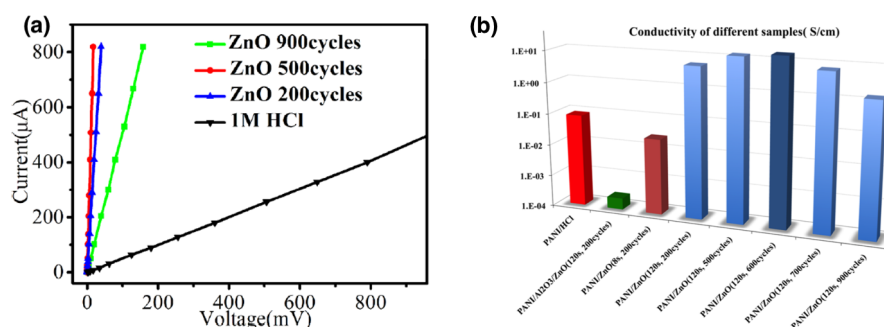 (a)
800
600
400
200
0
Current(μA)
ZnO 900cycles
ZnO 500cycles
ZnO 200cycles
1M HCl
0 200 400 600 800
Voltage(mV)
(b)
Conductivity of different samples( S/cm)
1.E+01
1.E+00
1.E-01
1.E-02
1.E-03
1.E-04
PANI/HCl
PANI/Al2O3/ZnO(120s, 200cycles)
PANI/ZnO(8s, 200cycles)
PANI/ZnO(120s, 200cycles)
PANI/ZnO(120s, 500cycles)
PANI/ZnO(120s, 600cycles)
PANI/ZnO(120s, 700cycles)
PANI/ZnO(120s, 900cycles)